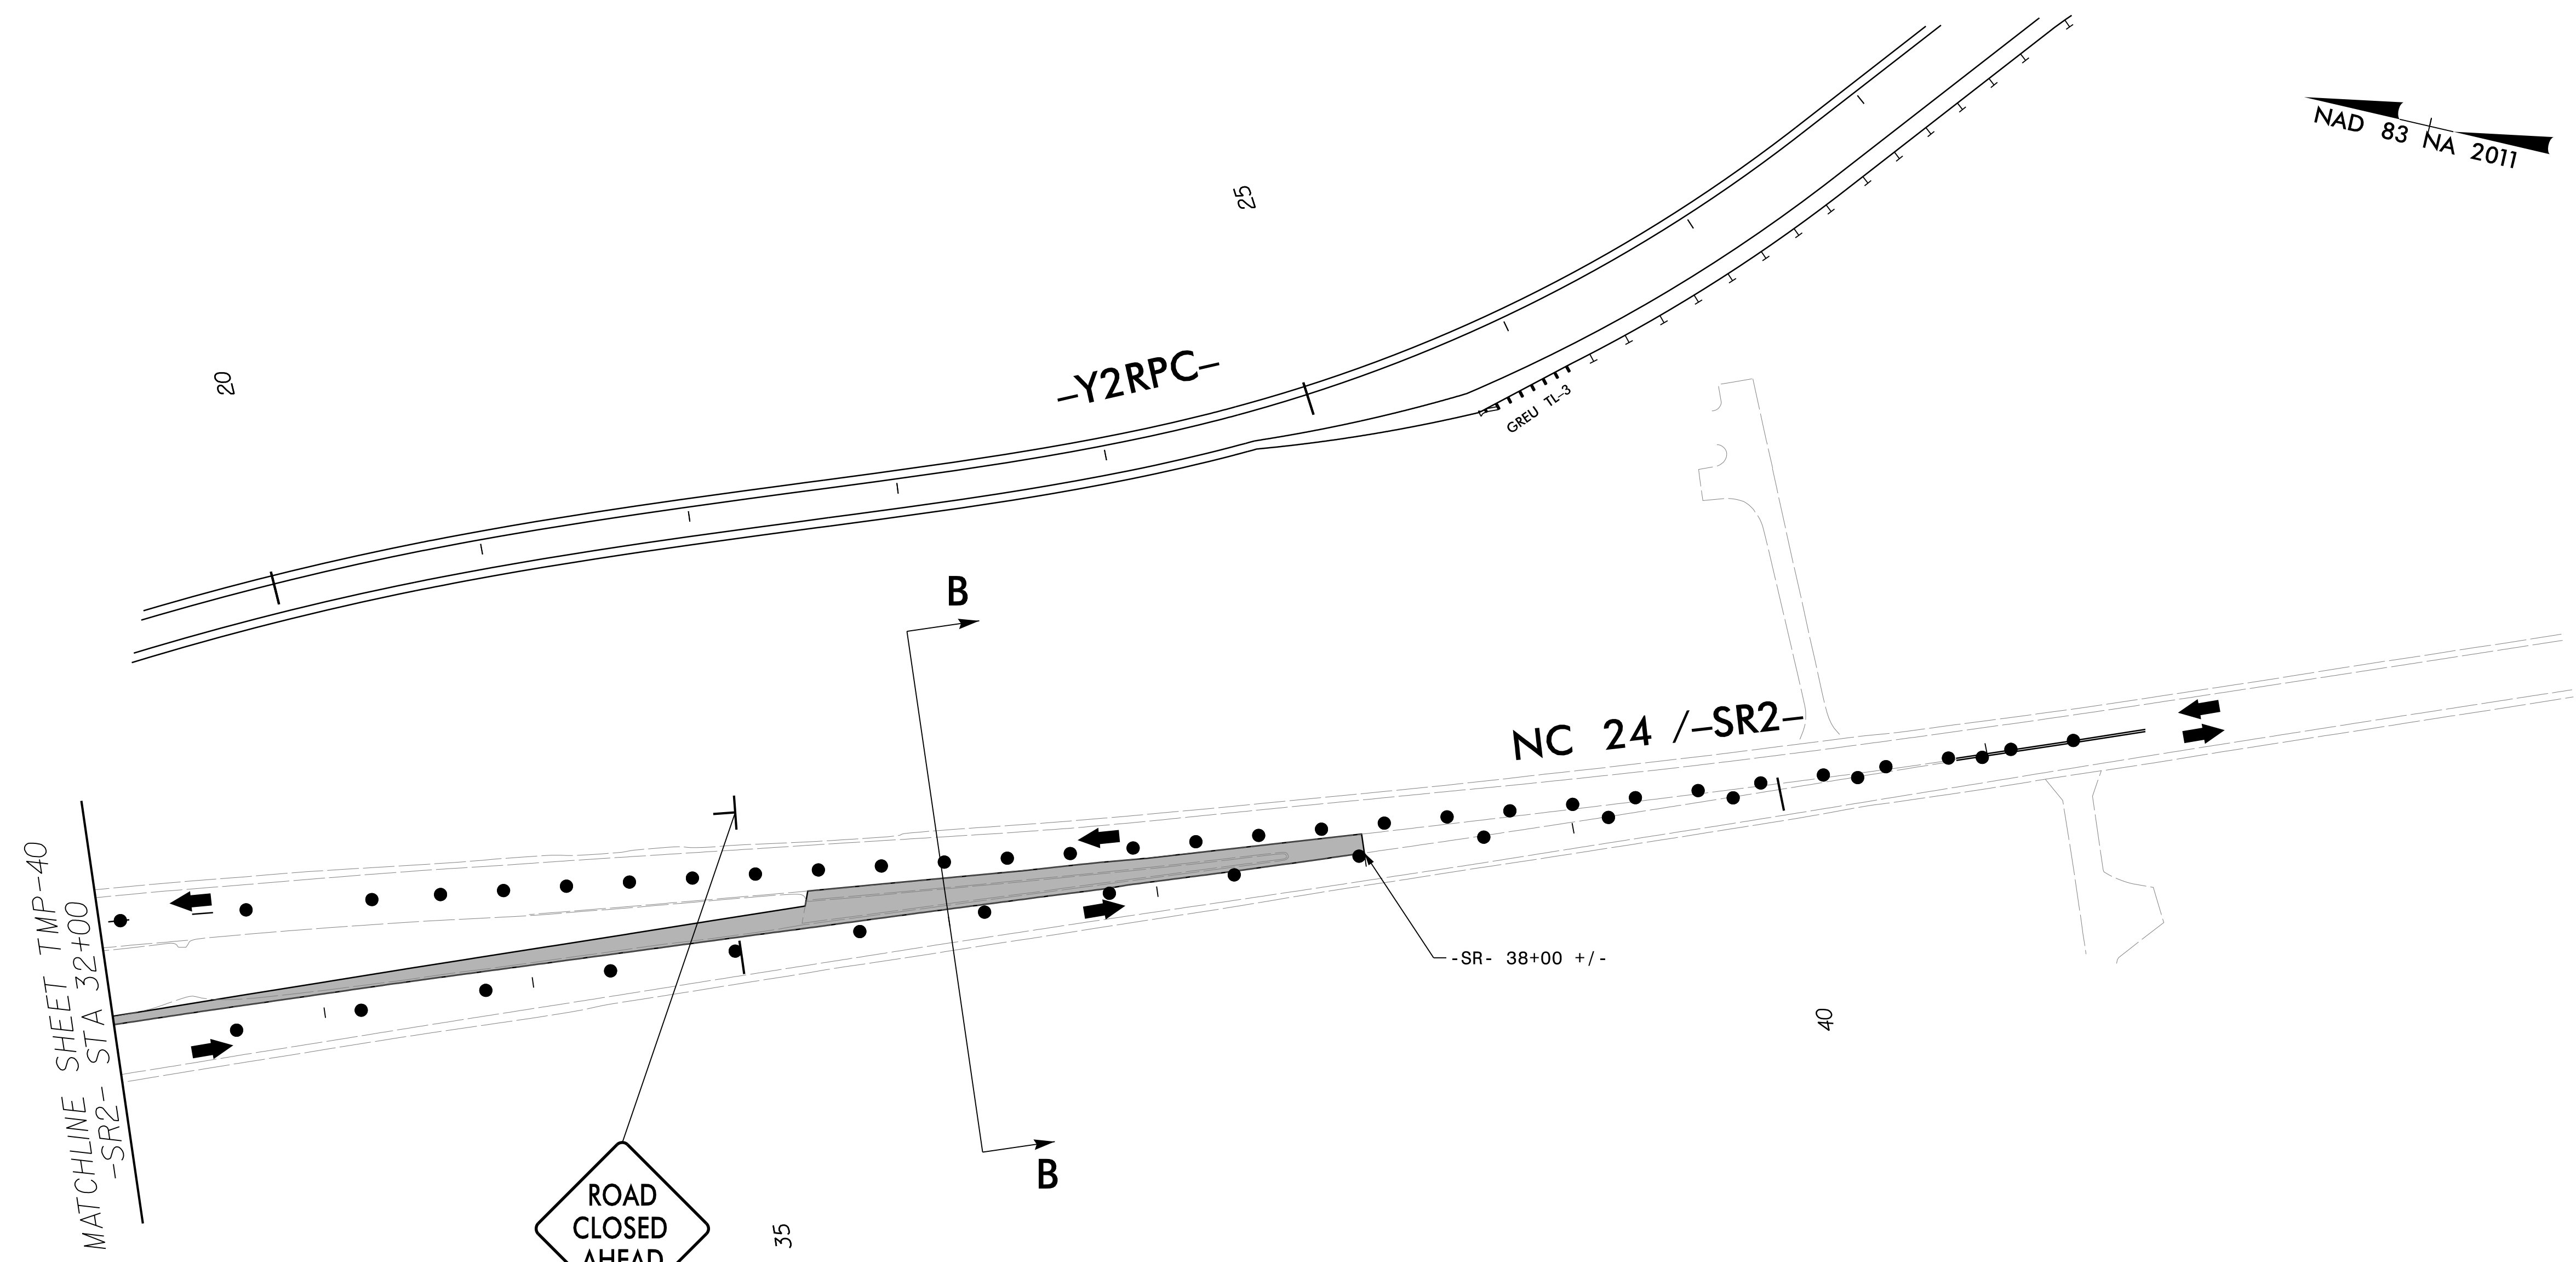 NAD 83 NA 2011
25
20
–Y2RPC–
GREU TL–3
B
NC 24 /–SR2–
MATCHLINE SHEET TMP-40
-SR2- STA 32+00
-SR- 38+00 +/-
40
B
ROAD
CLOSED
AHEAD
35